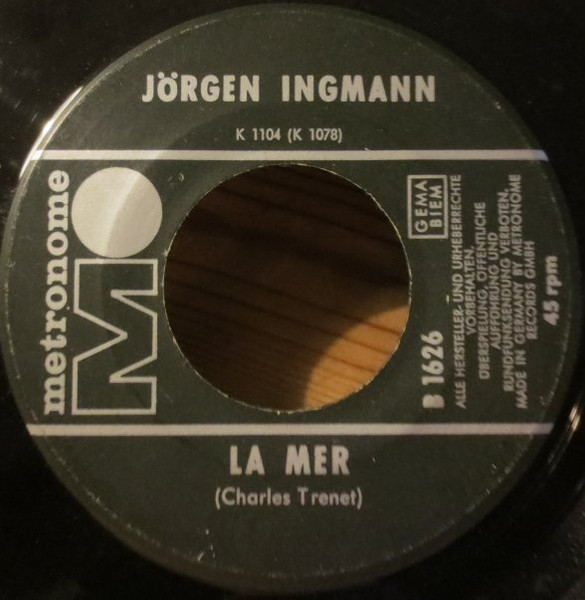 JÖRGEN INGMANN
K 1104 (K 1078)
metronome
M
GEMA
BIEM
B 1626
ALLE HERSTELLER- UND URHEBERRECHTE
VORBEHALTEN.
ÜBERSPIELUNG, ÖFFENTLICHE
AUFFÜHRUNG UND
RUNDFUNKSENDUNG VERBOTEN.
MADE IN GERMANY BY METRONOME
RECORDS GMBH
45 rpm
LA MER
(Charles Trenet)